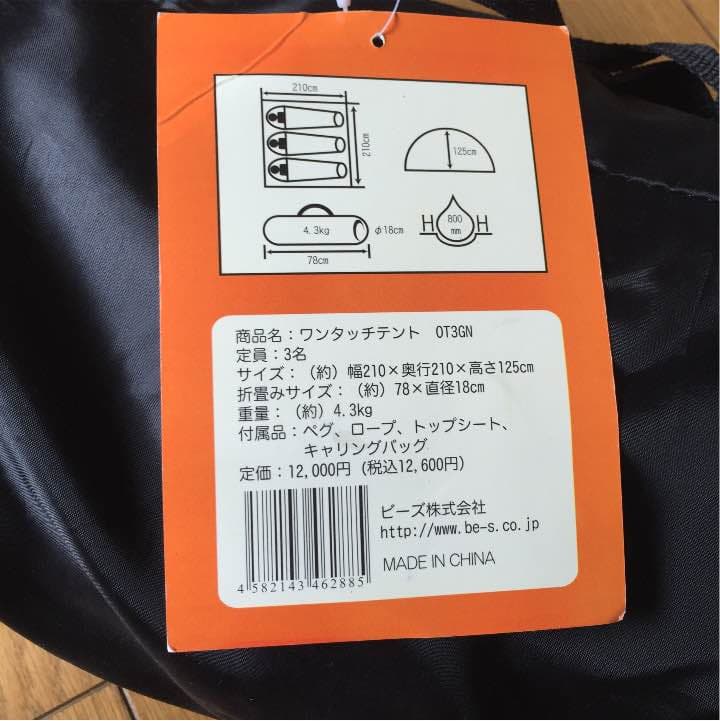 210cm
210cm
125cm
4.3kg
φ18cm
78cm
H 800 H
mm
商品名：ワンタッチテント OT3GN
定員：3名
サイズ：（約）幅210×奥行210×高さ125cm
折畳みサイズ：（約）78×直径18cm
重量：（約）4.3kg
付属品：ペグ、ロープ、トップシート、
キャリングバッグ
定価：12,000円（税込12,600円）
ビーズ株式会社
http://www.be-s.co.jp
MADE IN CHINA
4582143462885